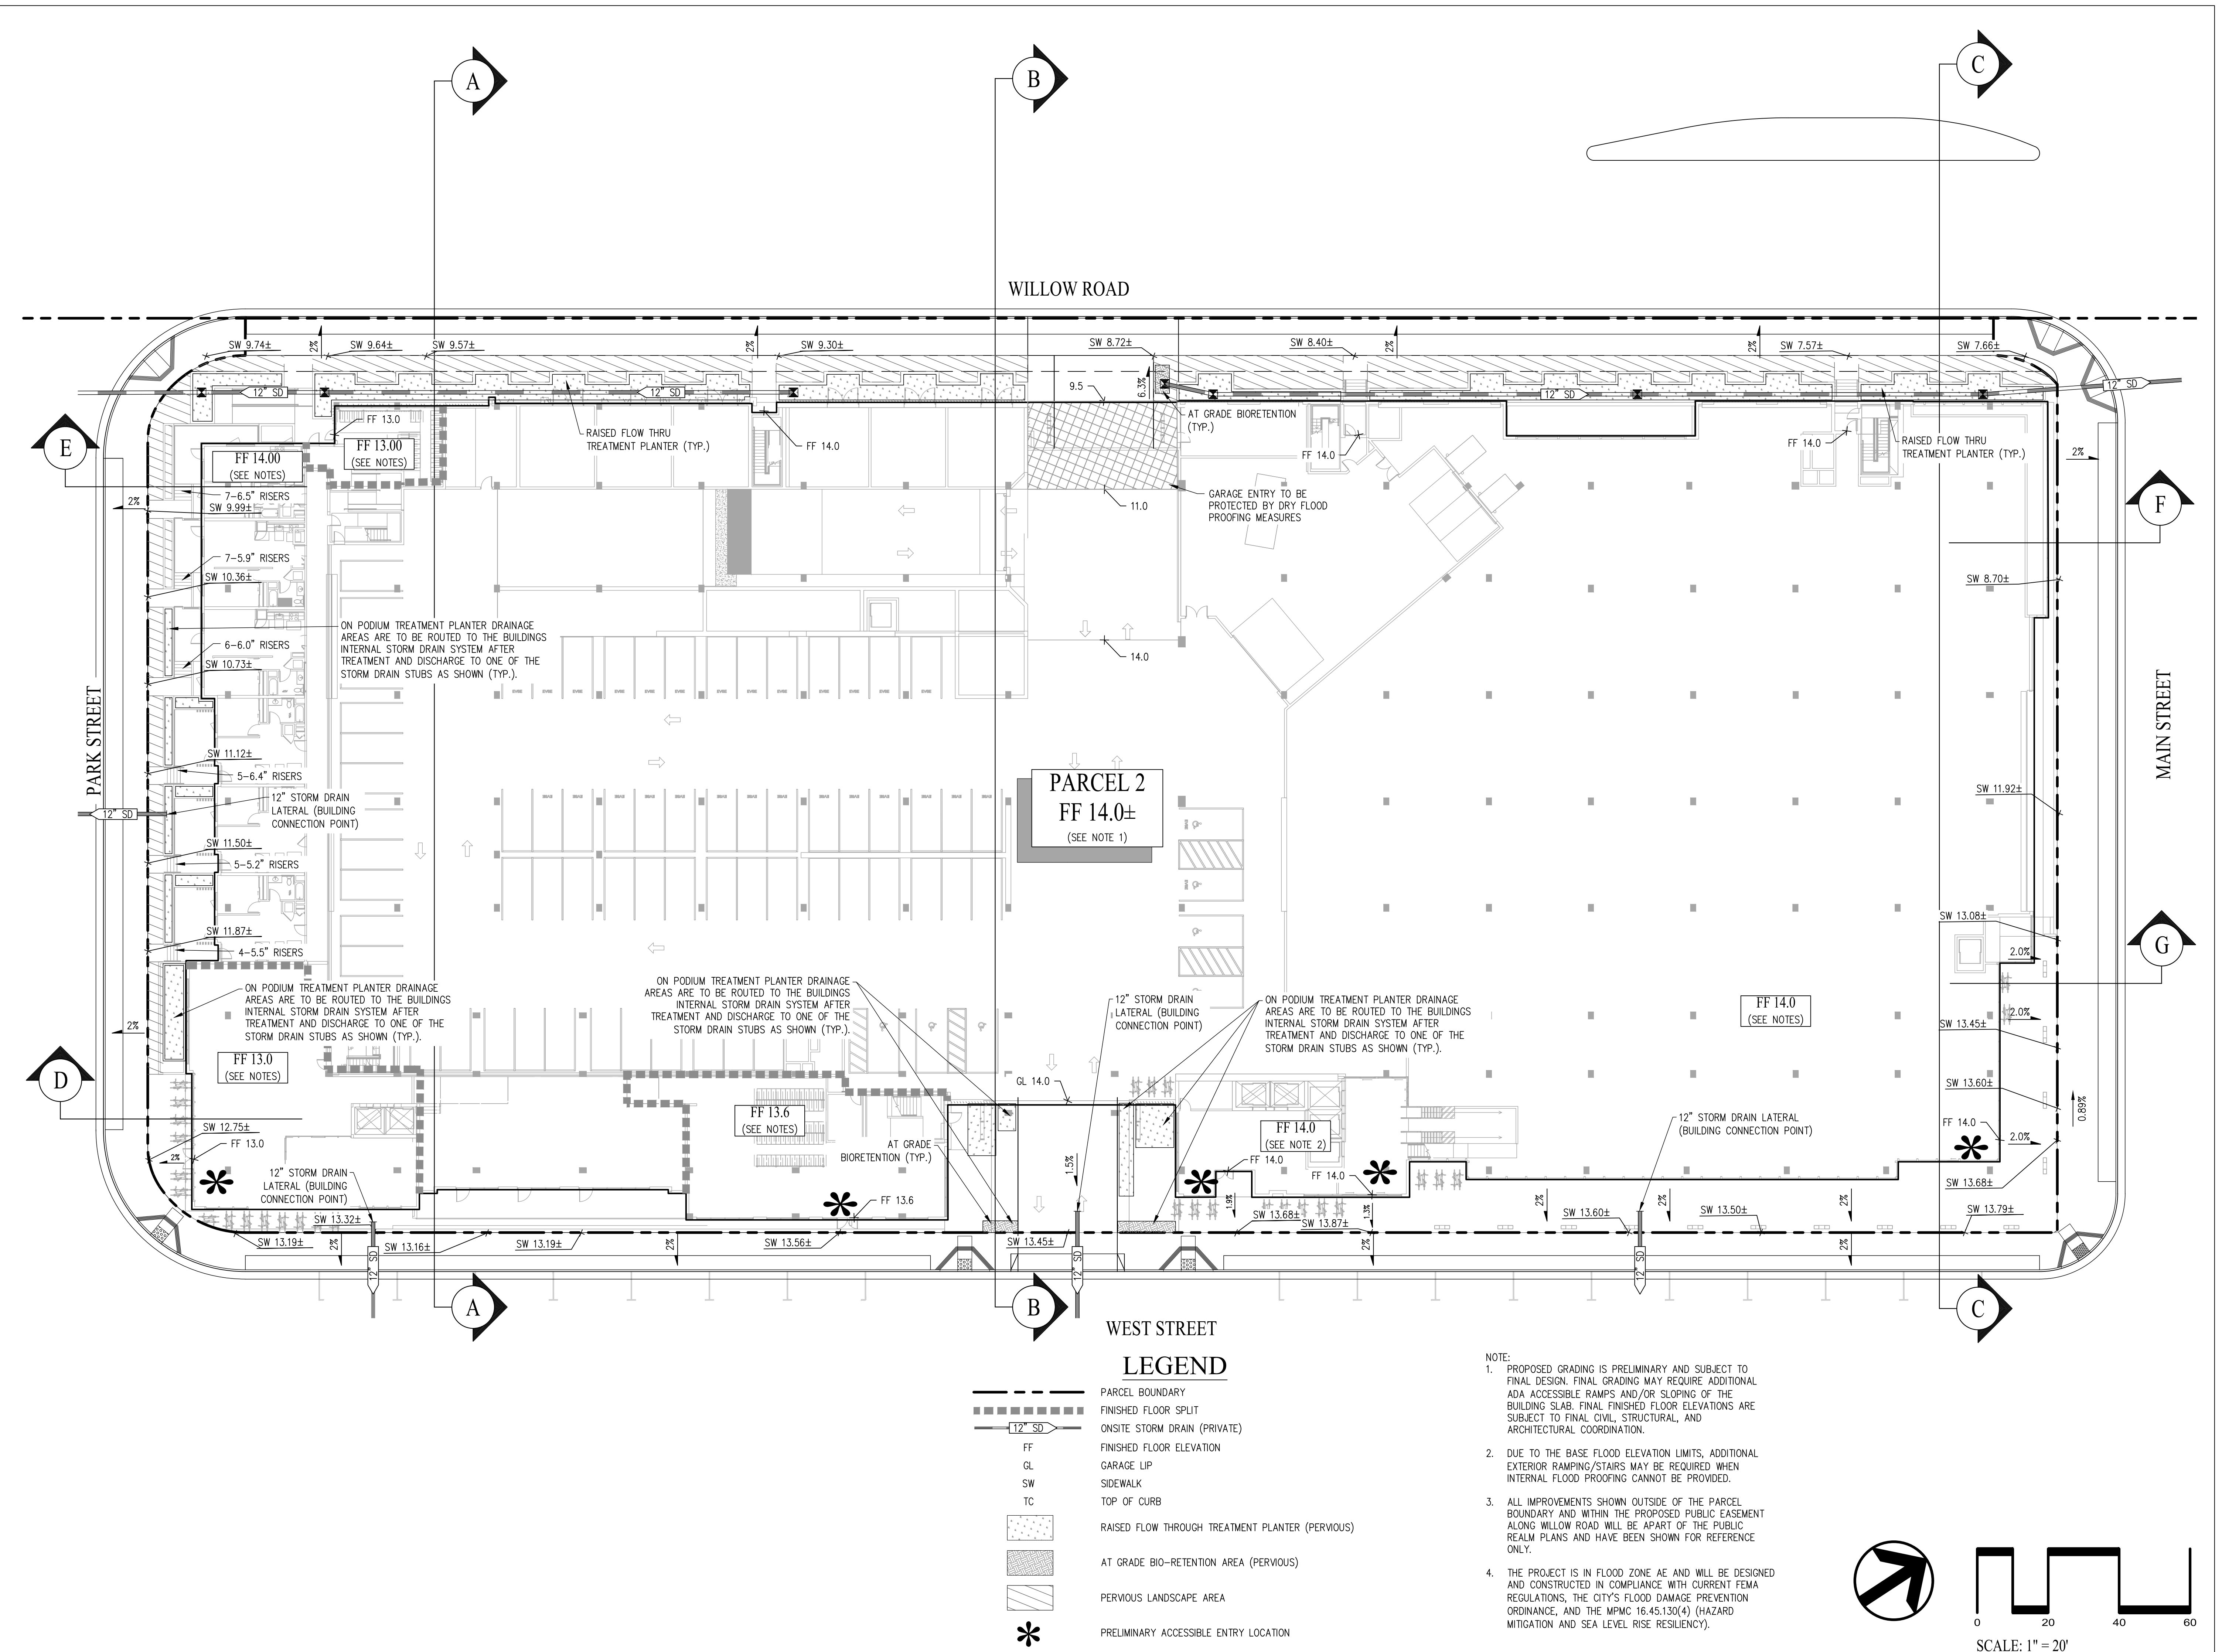 A
B
C
WILLOW ROAD
SW 9.74±
2%
SW 9.64±
SW 9.57±
2%
SW 9.30±
SW 8.72±
SW 8.40±
2%
2%
SW 7.57±
SW 7.66±
12" SD
12" SD
9.5
6.3%
12" SD
12" SD
AT GRADE BIORETENTION
(TYP.)
FF 13.0
RAISED FLOW THRU
TREATMENT PLANTER (TYP.)
FF 14.0
FF 14.0
FF 14.0
RAISED FLOW THRU
TREATMENT PLANTER (TYP.)
2%
E
FF 14.00
(SEE NOTES)
FF 13.00
(SEE NOTES)
7-6.5" RISERS
2%
SW 9.99±
GARAGE ENTRY TO BE
PROTECTED BY DRY FLOOD
PROOFING MEASURES
11.0
F
7-5.9" RISERS
SW 10.36±
SW 8.70±
ON PODIUM TREATMENT PLANTER DRAINAGE
AREAS ARE TO BE ROUTED TO THE BUILDINGS
INTERNAL STORM DRAIN SYSTEM AFTER
TREATMENT AND DISCHARGE TO ONE OF THE
STORM DRAIN STUBS AS SHOWN (TYP.).
6-6.0" RISERS
SW 10.73±
14.0
PARK STREET
MAIN STREET
SW 11.12±
5-6.4" RISERS
PARCEL 2
FF 14.0±
(SEE NOTE 1)
SW 11.92±
12" SD
12" STORM DRAIN
LATERAL (BUILDING
CONNECTION POINT)
SW 11.50±
5-5.2" RISERS
SW 11.87±
4-5.5" RISERS
SW 13.08±
2.0%
G
ON PODIUM TREATMENT PLANTER DRAINAGE
AREAS ARE TO BE ROUTED TO THE BUILDINGS
INTERNAL STORM DRAIN SYSTEM AFTER
TREATMENT AND DISCHARGE TO ONE OF THE
STORM DRAIN STUBS AS SHOWN (TYP.).
2%
ON PODIUM TREATMENT PLANTER DRAINAGE
AREAS ARE TO BE ROUTED TO THE BUILDINGS
INTERNAL STORM DRAIN SYSTEM AFTER
TREATMENT AND DISCHARGE TO ONE OF THE
STORM DRAIN STUBS AS SHOWN (TYP.).
12" STORM DRAIN
LATERAL (BUILDING
CONNECTION POINT)
ON PODIUM TREATMENT PLANTER DRAINAGE
AREAS ARE TO BE ROUTED TO THE BUILDINGS
INTERNAL STORM DRAIN SYSTEM AFTER
TREATMENT AND DISCHARGE TO ONE OF THE
STORM DRAIN STUBS AS SHOWN (TYP.).
FF 14.0
(SEE NOTES)
2.0%
SW 13.45±
D
FF 13.0
(SEE NOTES)
GL 14.0
SW 13.60±
0.89%
FF 13.6
(SEE NOTES)
FF 14.0
(SEE NOTE 2)
12" STORM DRAIN LATERAL
(BUILDING CONNECTION POINT)
FF 14.0
2.0%
SW 12.75±
FF 13.0
2%
AT GRADE
BIORETENTION (TYP.)
1.5%
FF 14.0
FF 14.0
12" STORM DRAIN
LATERAL (BUILDING
CONNECTION POINT)
FF 13.6
SW 13.68±
1.9%
1.3%
2%
2%
2%
SW 13.32±
SW 13.68±
SW 13.87±
SW 13.60±
SW 13.50±
SW 13.79±
SW 13.19±
2%
SW 13.16±
SW 13.19±
2%
SW 13.56±
SW 13.45±
2%
2%
12" SD
12" SD
12" SD
A
B
C
WEST STREET
LEGEND
PARCEL BOUNDARY
FINISHED FLOOR SPLIT
12" SD
ONSITE STORM DRAIN (PRIVATE)
FF
FINISHED FLOOR ELEVATION
GL
GARAGE LIP
SW
SIDEWALK
TC
TOP OF CURB
RAISED FLOW THROUGH TREATMENT PLANTER (PERVIOUS)
AT GRADE BIO-RETENTION AREA (PERVIOUS)
PERVIOUS LANDSCAPE AREA
PRELIMINARY ACCESSIBLE ENTRY LOCATION
NOTE:
1. PROPOSED GRADING IS PRELIMINARY AND SUBJECT TO
FINAL DESIGN. FINAL GRADING MAY REQUIRE ADDITIONAL
ADA ACCESSIBLE RAMPS AND/OR SLOPING OF THE
BUILDING SLAB. FINAL FINISHED FLOOR ELEVATIONS ARE
SUBJECT TO FINAL CIVIL, STRUCTURAL, AND
ARCHITECTURAL COORDINATION.
2. DUE TO THE BASE FLOOD ELEVATION LIMITS, ADDITIONAL
EXTERIOR RAMPING/STAIRS MAY BE REQUIRED WHEN
INTERNAL FLOOD PROOFING CANNOT BE PROVIDED.
3. ALL IMPROVEMENTS SHOWN OUTSIDE OF THE PARCEL
BOUNDARY AND WITHIN THE PROPOSED PUBLIC EASEMENT
ALONG WILLOW ROAD WILL BE APART OF THE PUBLIC
REALM PLANS AND HAVE BEEN SHOWN FOR REFERENCE
ONLY.
4. THE PROJECT IS IN FLOOD ZONE AE AND WILL BE DESIGNED
AND CONSTRUCTED IN COMPLIANCE WITH CURRENT FEMA
REGULATIONS, THE CITY'S FLOOD DAMAGE PREVENTION
ORDINANCE, AND THE MPMC 16.45.130(4) (HAZARD
MITIGATION AND SEA LEVEL RISE RESILIENCY).
0 20 40 60
SCALE: 1" = 20'